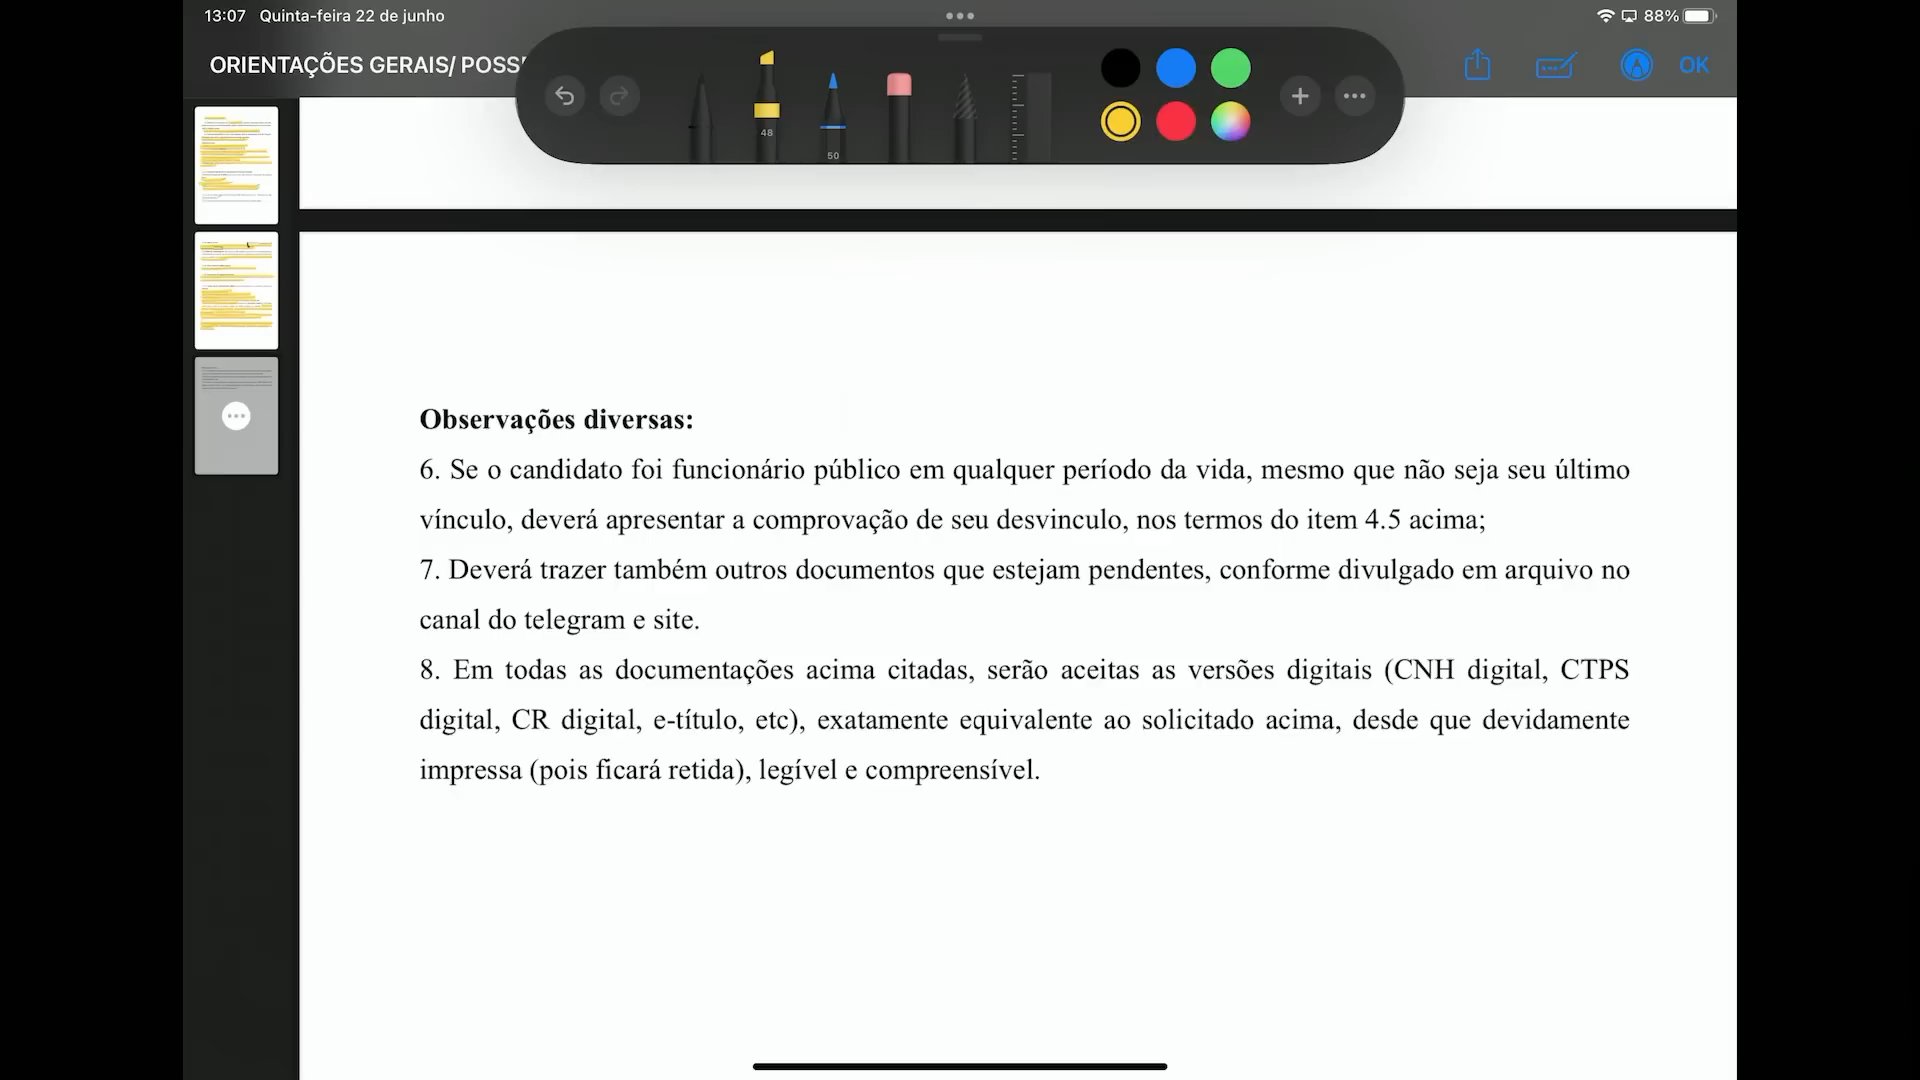 13:07 Quinta-feira 22 de junho
88%
ORIENTAÇÕES GERAIS/ POSS
OK
48
50
Observações diversas:
6. Se o candidato foi funcionário público em qualquer período da vida, mesmo que não seja seu último
vínculo, deverá apresentar a comprovação de seu desvinculo, nos termos do item 4.5 acima;
7. Deverá trazer também outros documentos que estejam pendentes, conforme divulgado em arquivo no
canal do telegram e site.
8. Em todas as documentações acima citadas, serão aceitas as versões digitais (CNH digital, CTPS
digital, CR digital, e-título, etc), exatamente equivalente ao solicitado acima, desde que devidamente
impressa (pois ficará retida), legível e compreensível.